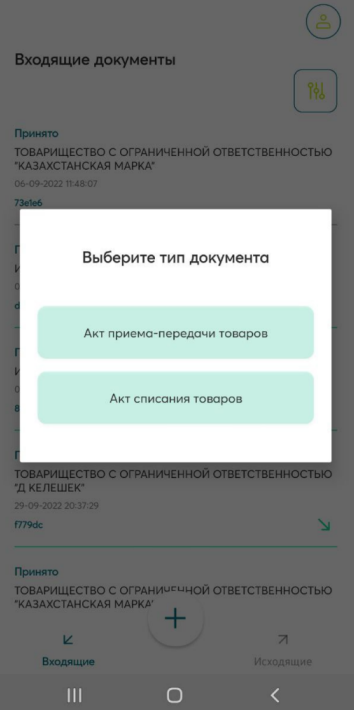 Входящие документы
Принято
ТОВАРИЩЕСТВО С ОГРАНИЧЕННОЙ ОТВЕТСТВЕННОСТЬЮ
"КАЗАХСТАНСКАЯ МАРКА"
06-09-2022 11:48:07
73e1e6
Выберите тип документа
Акт приема-передачи товаров
Акт списания товаров
ТОВАРИЩЕСТВО С ОГРАНИЧЕННОЙ ОТВЕТСТВЕННОСТЬЮ
"Д КЕЛЕШЕК"
29-09-2022 20:37:29
f779dc
Принято
ТОВАРИЩЕСТВО С ОГРАНИЧЕННОЙ ОТВЕТСТВЕННОСТЬЮ
"КАЗАХСТАНСКАЯ МАРКА"
Входящие
Исходящие